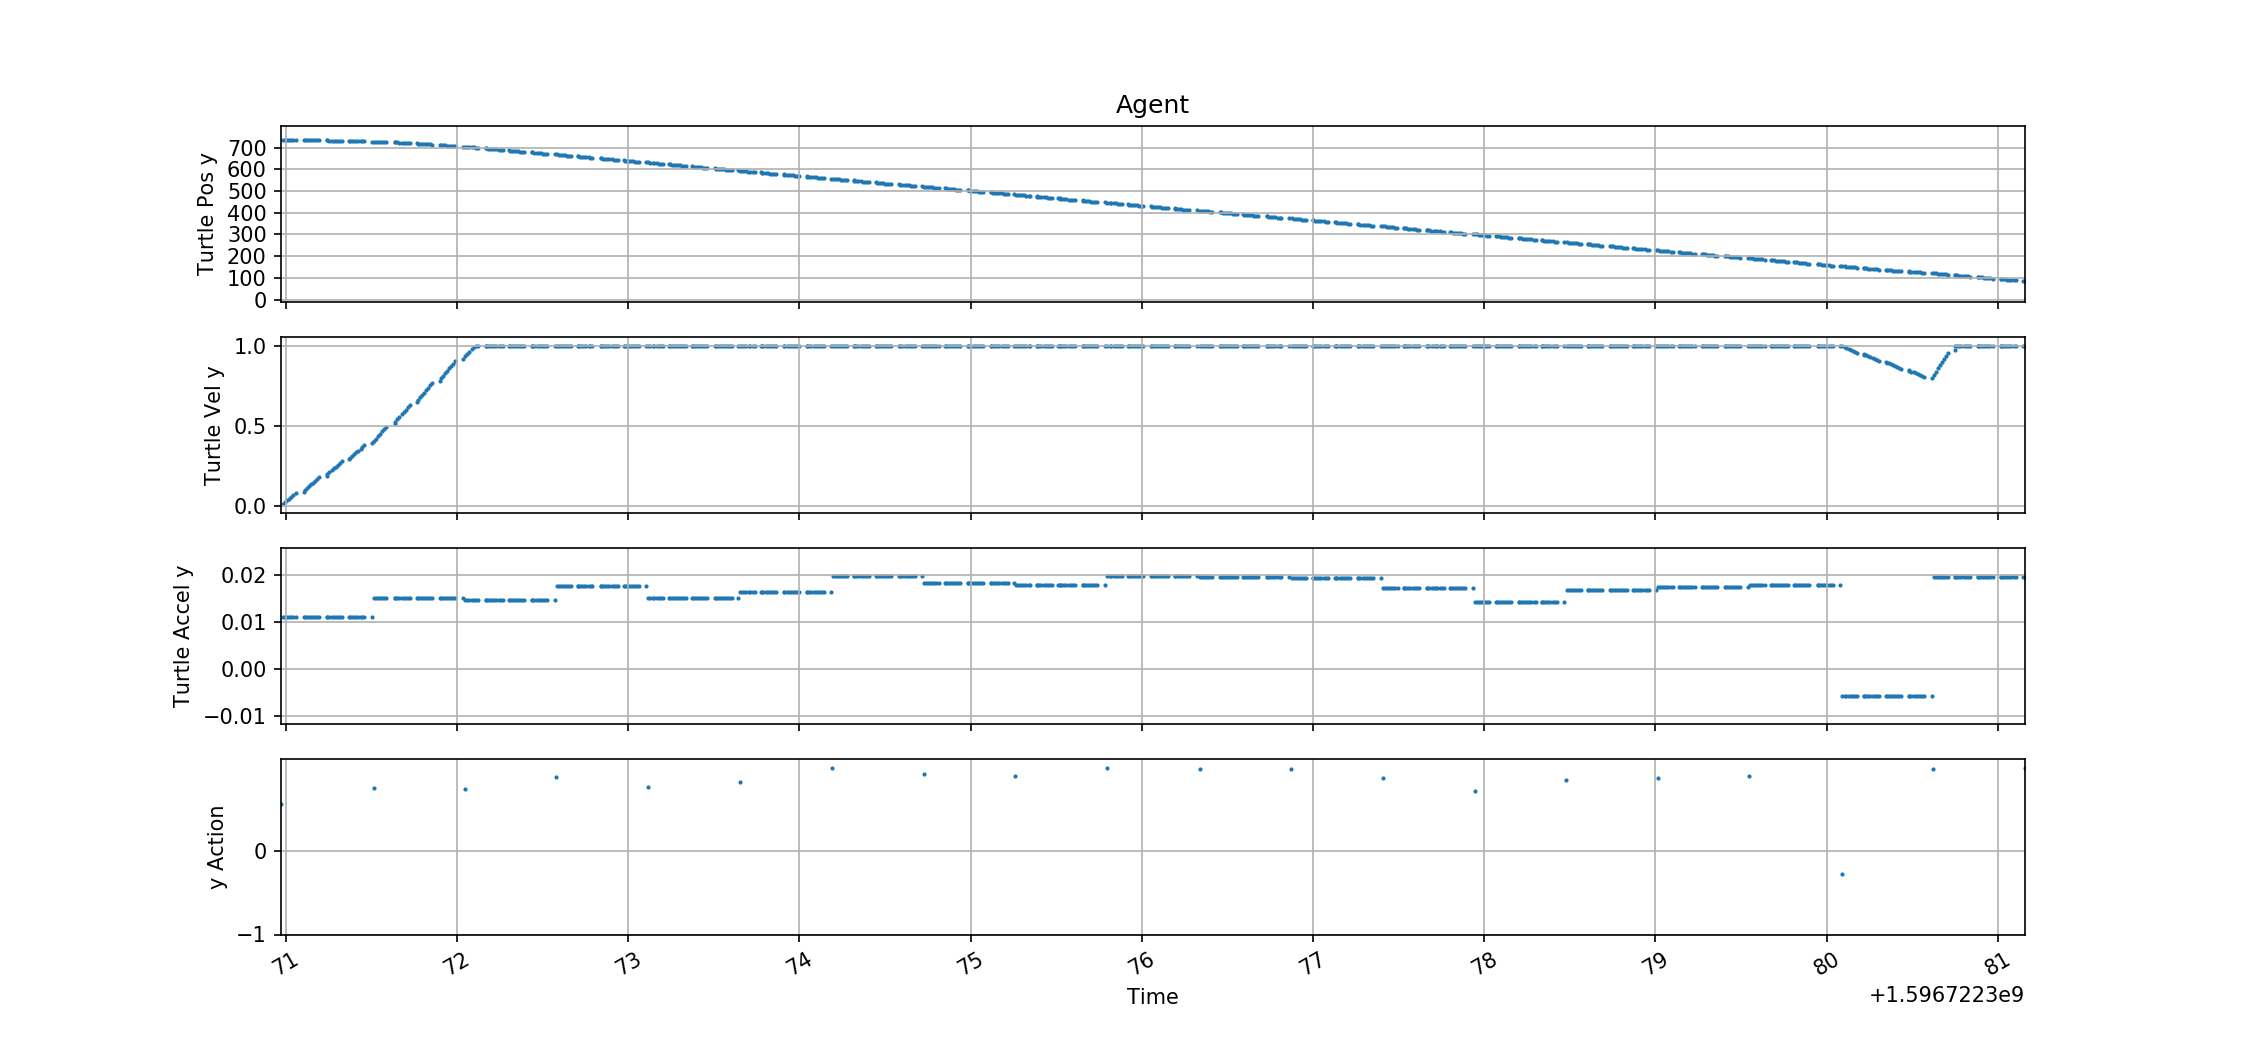 Agent
Turtle Pos y
700
600
500
400
300
200
100
0
Turtle Vel y
1.0
0.5
0.0
Turtle Accel y
0.02
0.01
0.00
−0.01
y Action
0
−1
71 72 73 74 75 76 77 78 79 80 81
Time
+1.5967223e9